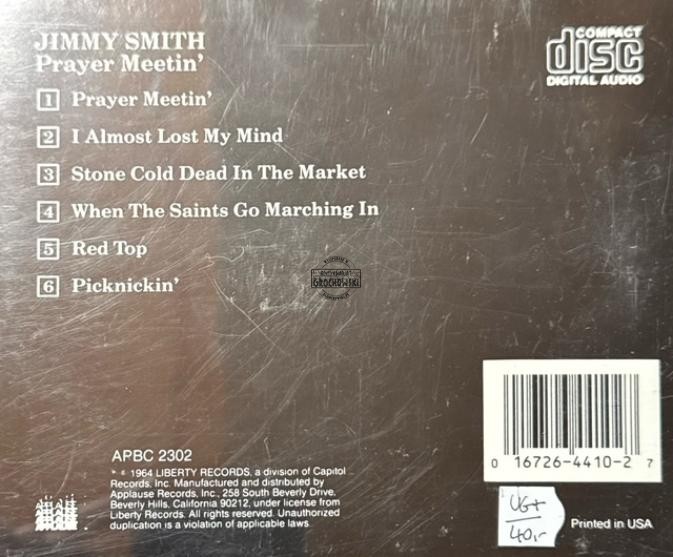 JIMMY SMITH
Prayer Meetin'
1 Prayer Meetin'
2 I Almost Lost My Mind
3 Stone Cold Dead In The Market
4 When The Saints Go Marching In
5 Red Top
6 Picknickin'
COMPACT
disc
DIGITAL AUDIO
GROCHOWSKI
APBC 2302
1964 LIBERTY RECORDS, a division of Capitol
Records, Inc. Manufactured and distributed by
Applause Records, Inc., 258 South Beverly Drive,
Beverly Hills, California 90212, under license from
Liberty Records. All rights reserved. Unauthorized
duplication is a violation of applicable laws.
0 16726-4410-2 7
VG+
40,-
Printed in USA